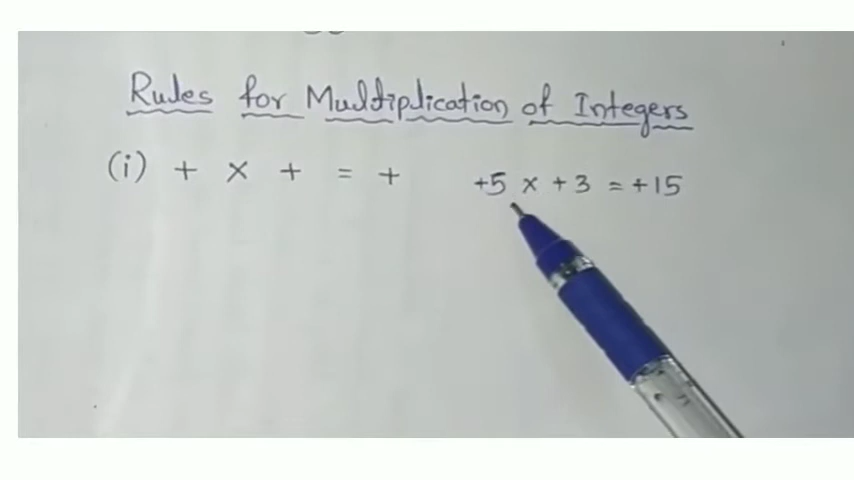 Rules for Multiplication of Integers
(i) + x + = + +5 x +3 = +15